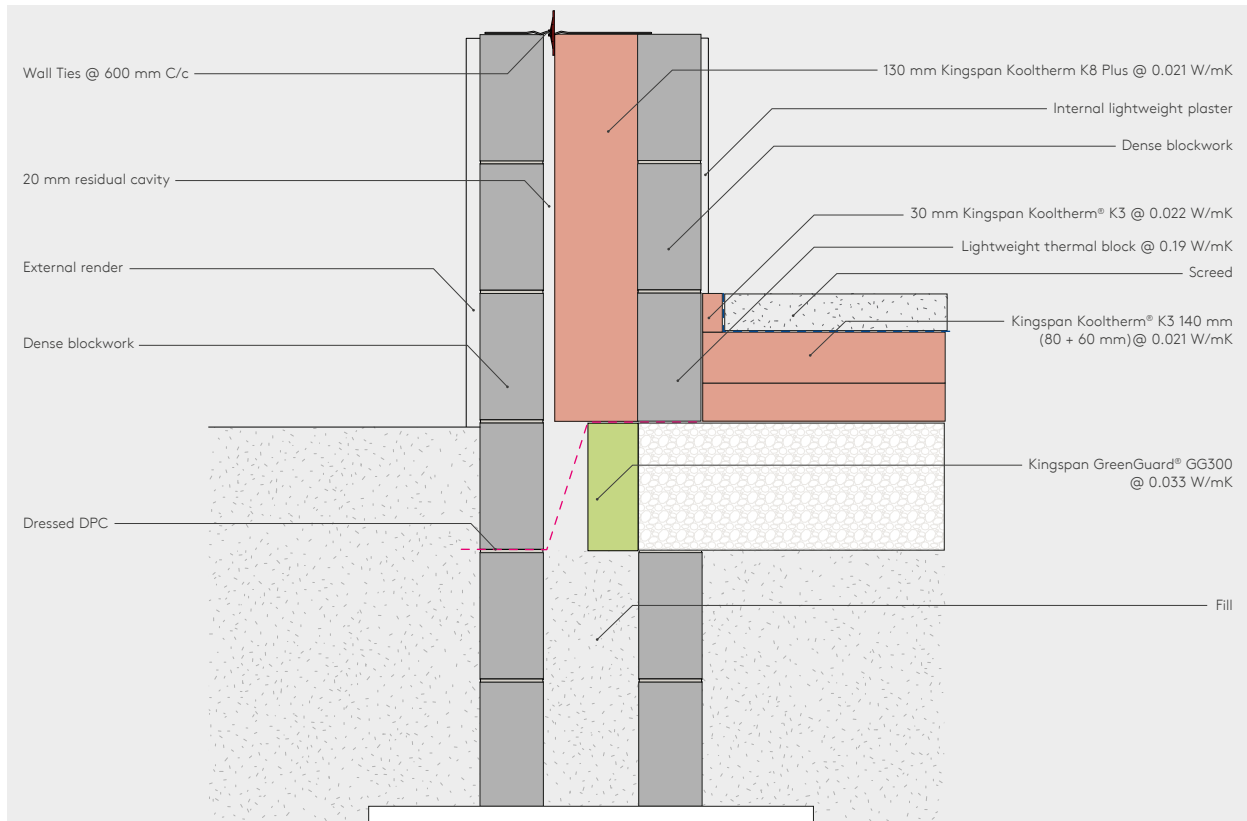 Wall Ties @ 600 mm C/c
20 mm residual cavity
External render
Dense blockwork
Dressed DPC
130 mm Kingspan Kooltherm K8 Plus @ 0.021 W/mK
Internal lightweight plaster
Dense blockwork
30 mm Kingspan Kooltherm® K3 @ 0.022 W/mK
Lightweight thermal block @ 0.19 W/mK
Screed
Kingspan Kooltherm® K3 140 mm
(80 + 60 mm)@ 0.021 W/mK
Kingspan GreenGuard® GG300
@ 0.033 W/mK
Fill